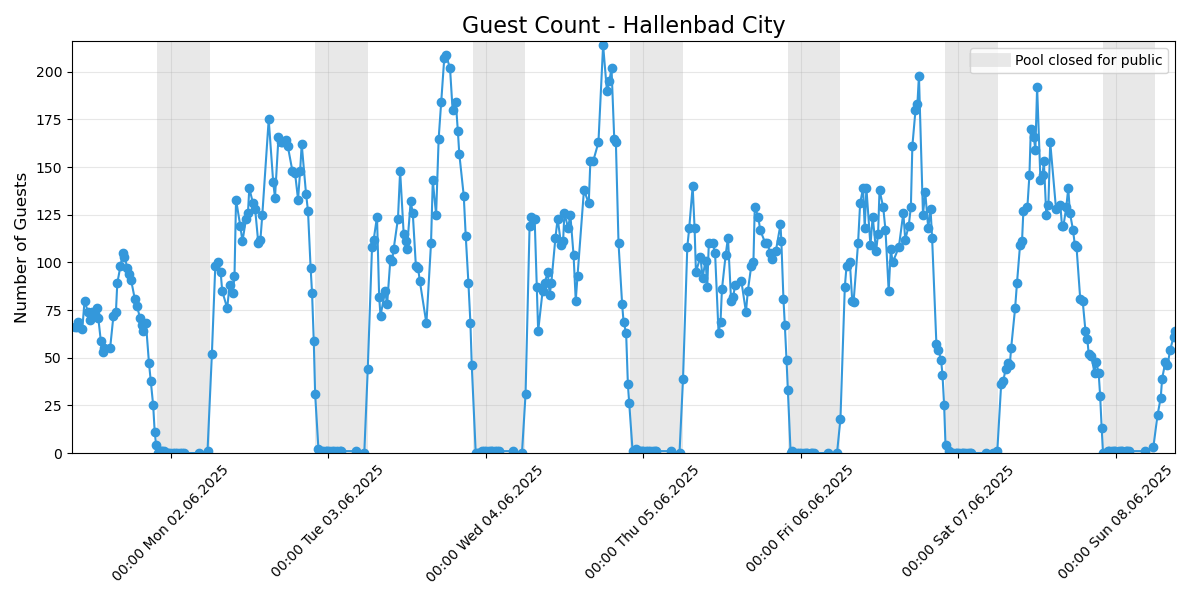 Guest Count - Hallenbad City
Pool closed for public
Number of Guests
200
175
150
125
100
75
50
25
0
00:00 Mon 02.06.2025
00:00 Tue 03.06.2025
00:00 Wed 04.06.2025
00:00 Thu 05.06.2025
00:00 Fri 06.06.2025
00:00 Sat 07.06.2025
00:00 Sun 08.06.2025